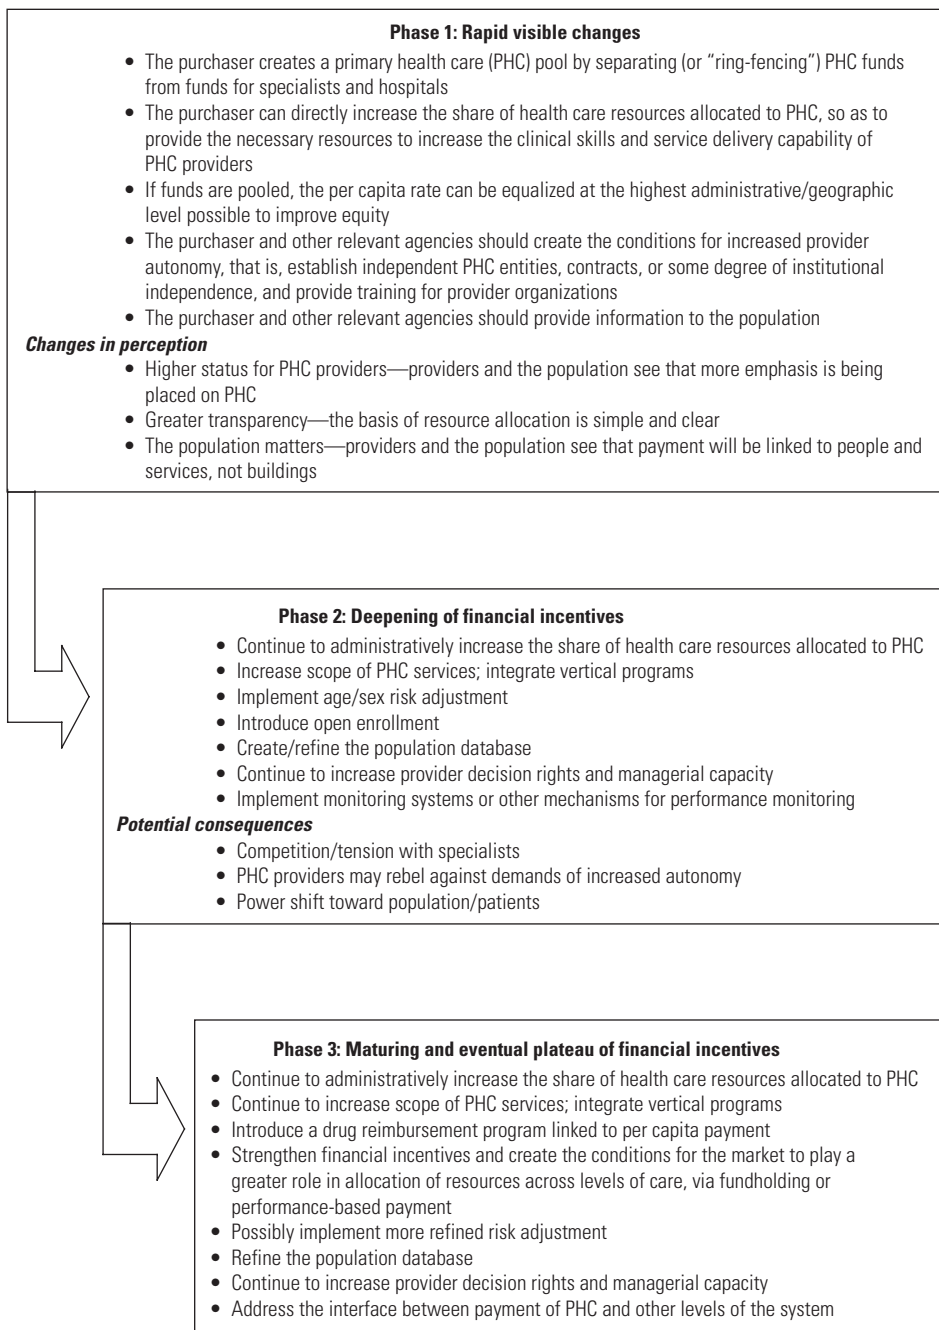 Phase 1: Rapid visible changes
• The purchaser creates a primary health care (PHC) pool by separating (or “ring-fencing”) PHC funds
from funds for specialists and hospitals
• The purchaser can directly increase the share of health care resources allocated to PHC, so as to
provide the necessary resources to increase the clinical skills and service delivery capability of
PHC providers
• If funds are pooled, the per capita rate can be equalized at the highest administrative/geographic
level possible to improve equity
• The purchaser and other relevant agencies should create the conditions for increased provider
autonomy, that is, establish independent PHC entities, contracts, or some degree of institutional
independence, and provide training for provider organizations
• The purchaser and other relevant agencies should provide information to the population
Changes in perception
• Higher status for PHC providers—providers and the population see that more emphasis is being
placed on PHC
• Greater transparency—the basis of resource allocation is simple and clear
• The population matters—providers and the population see that payment will be linked to people and
services, not buildings
Phase 2: Deepening of financial incentives
• Continue to administratively increase the share of health care resources allocated to PHC
• Increase scope of PHC services; integrate vertical programs
• Implement age/sex risk adjustment
• Introduce open enrollment
• Create/refine the population database
• Continue to increase provider decision rights and managerial capacity
• Implement monitoring systems or other mechanisms for performance monitoring
Potential consequences
• Competition/tension with specialists
• PHC providers may rebel against demands of increased autonomy
• Power shift toward population/patients
Phase 3: Maturing and eventual plateau of financial incentives
• Continue to administratively increase the share of health care resources allocated to PHC
• Continue to increase scope of PHC services; integrate vertical programs
• Introduce a drug reimbursement program linked to per capita payment
• Strengthen financial incentives and create the conditions for the market to play a
greater role in allocation of resources across levels of care, via fundholding or
performance-based payment
• Possibly implement more refined risk adjustment
• Refine the population database
• Continue to increase provider decision rights and managerial capacity
• Address the interface between payment of PHC and other levels of the system